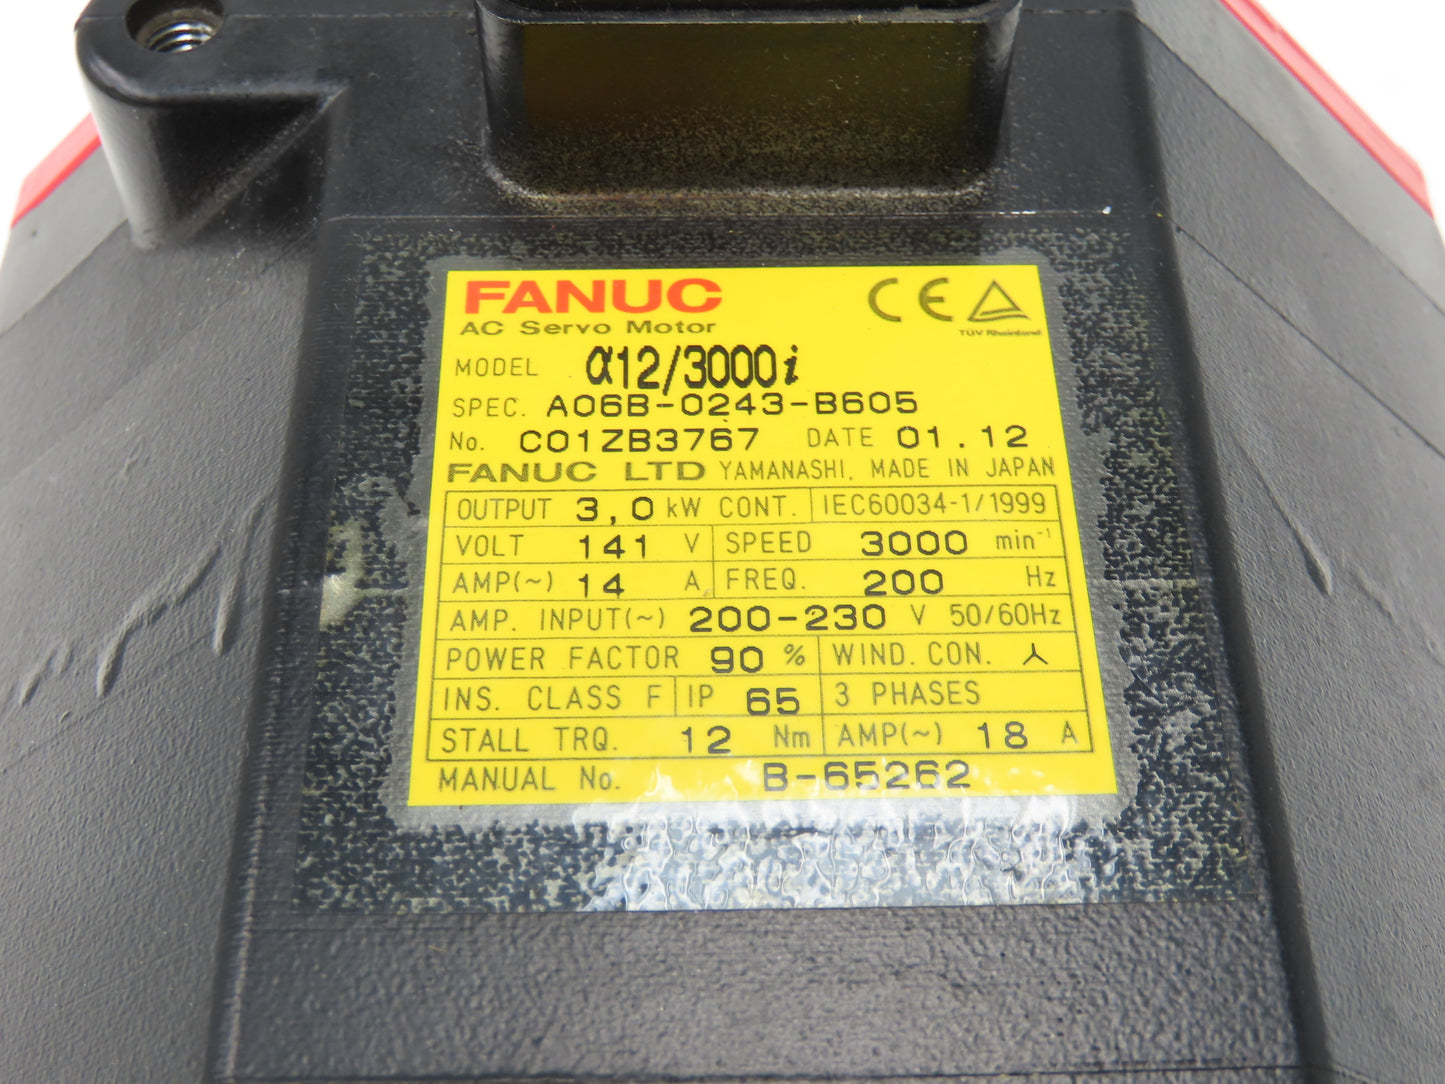 FANUC CE
AC Servo Motor TÜV Rheinland
MODEL α12/3000i
SPEC. A06B-0243-B605
No. C01ZB3767 DATE 01.12
FANUC LTD YAMANASHI, MADE IN JAPAN
OUTPUT 3,0 kW CONT. IEC60034-1/1999
VOLT 141 V SPEED 3000 min⁻¹
AMP(~) 14 A FREQ. 200 Hz
AMP. INPUT(~) 200-230 V 50/60Hz
POWER FACTOR 90 % WIND. CON. 人
INS. CLASS F IP 65 3 PHASES
STALL TRQ. 12 Nm AMP(~) 18 A
MANUAL No. B-65262